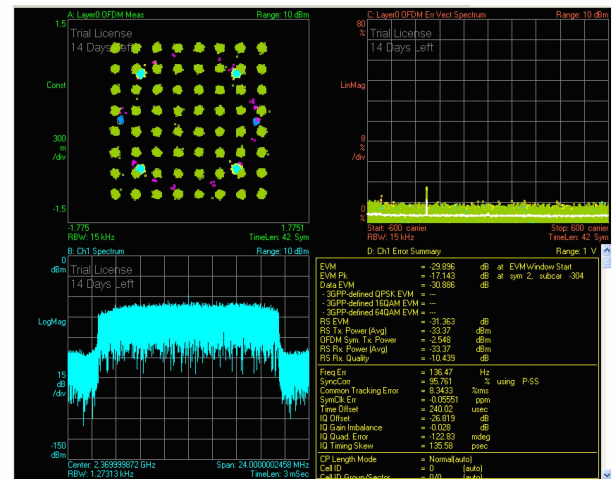 A: Layer0 OFDM Meas Range: 10 dBm
1.5
Trial License
14 Days Left
Const
300
m
/div
-1.5
-1.775 1.7751
RBW: 15 kHz TimeLen: 42 Sym
C: Layer0 OFDM Err Vect Spectrum Range: 10 dBm
80
%
Trial License
14 Days Left
LinMag
8
%
/div
0
%
Start: -600 carrier Stop: 600 carrier
RBW: 15 kHz TimeLen: 42 Sym
B: Ch1 Spectrum Range: 10 dBm
0
dBm
Trial License
14 Days Left
LogMag
15
dB
/div
-150
dBm
Center: 2.369999872 GHz Span: 24.0000002458 MHz
RBW: 1.27313 kHz TimeLen: 3 mSec
D: Ch1 Error Summary Range: 1 V
EVM = -29.896 dB at EVMWindow Start
EVM Pk = -17.143 dB at sym 2, subcar -304
Data EVM = -30.886 dB
- 3GPP-defined QPSK EVM = ---
- 3GPP-defined 16QAM EVM = ---
- 3GPP-defined 64QAM EVM = ---
RS EVM = -31.363 dB
RS Tx. Power (Avg) = -33.37 dBm
OFDM Sym. Tx. Power = -2.548 dBm
RS Rx. Power (Avg) = -33.37 dBm
RS Rx. Quality = -10.439 dB
Freq Err = 136.47 Hz
SyncCorr = 95.761 % using P-SS
Common Tracking Error = 8.3433 %rms
SymClk Err = -0.05551 ppm
Time Offset = 240.02 usec
IQ Offset = -26.819 dB
IQ Gain Imbalance = -0.028 dB
IQ Quad. Error = -122.83 mdeg
IQ Timing Skew = 135.58 psec
CP Length Mode = Normal(auto)
Cell ID = 0 (auto)
Cell ID Group/Sector = 0/0 (auto)